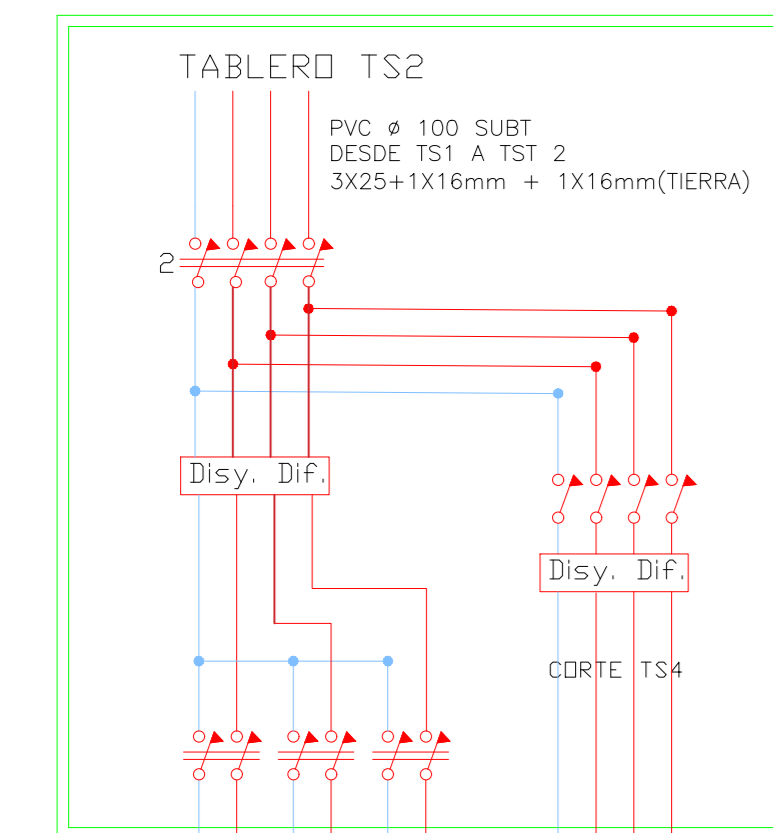 TABLERO TS2
PVC ø 100 SUBT
DESDE TS1 A TST 2
3X25+1X16mm + 1X16mm(TIERRA)
2
Disy. Dif.
Disy. Dif.
CORTE TS4